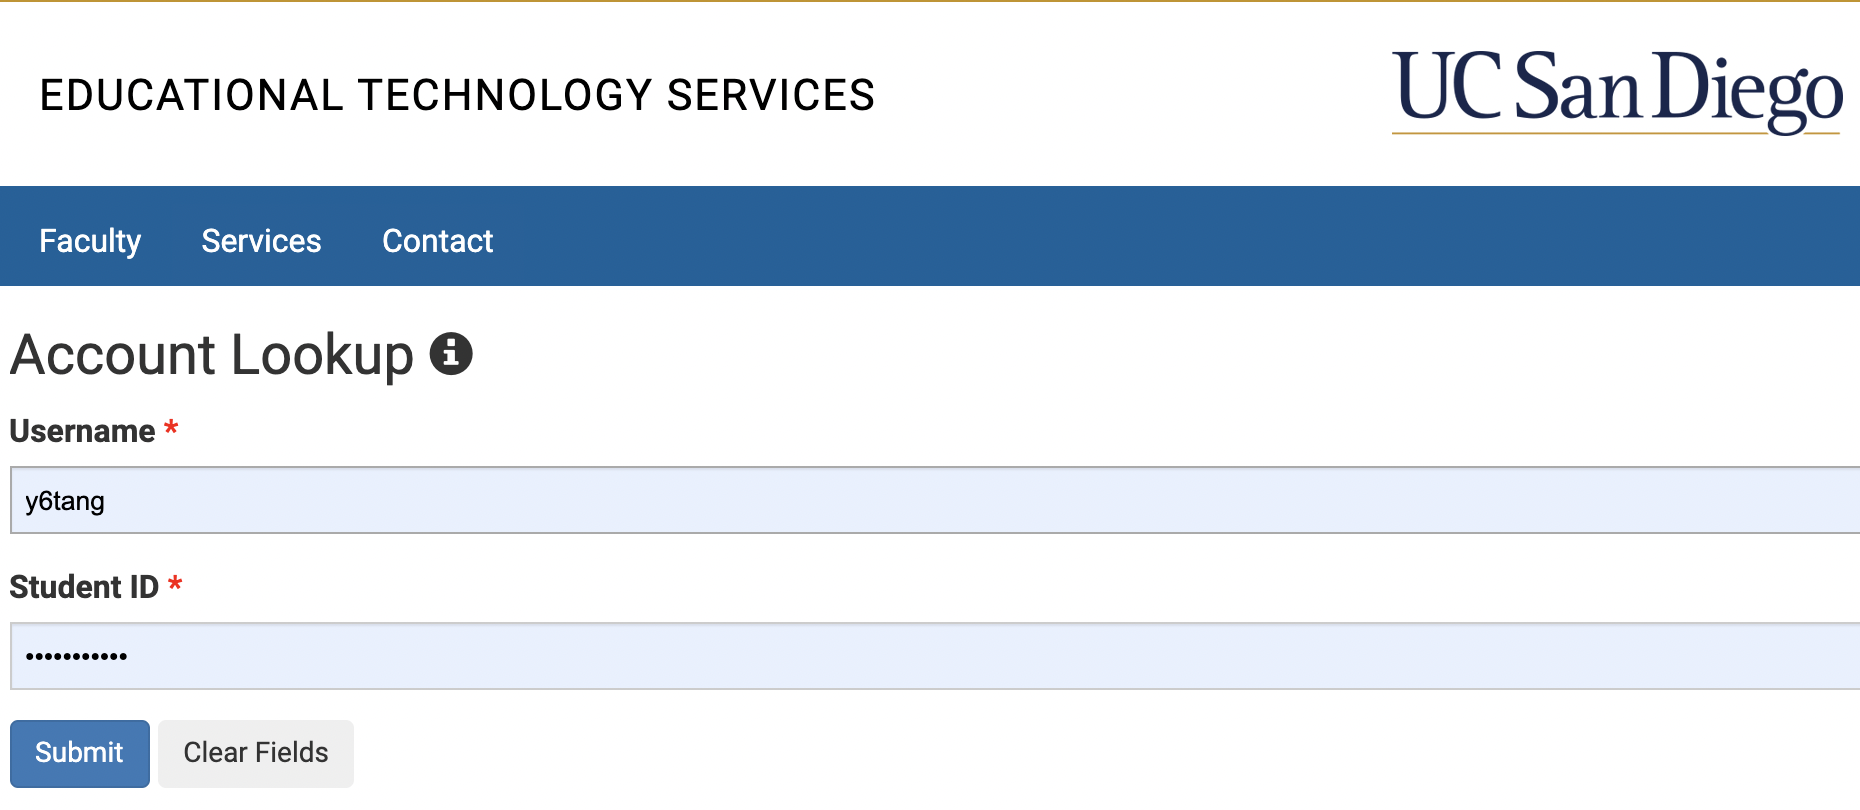 EDUCATIONAL TECHNOLOGY SERVICES
UC San Diego
Faculty Services Contact
Account Lookup
Username *
y6tang
Student ID *
•••••••••••
Submit Clear Fields